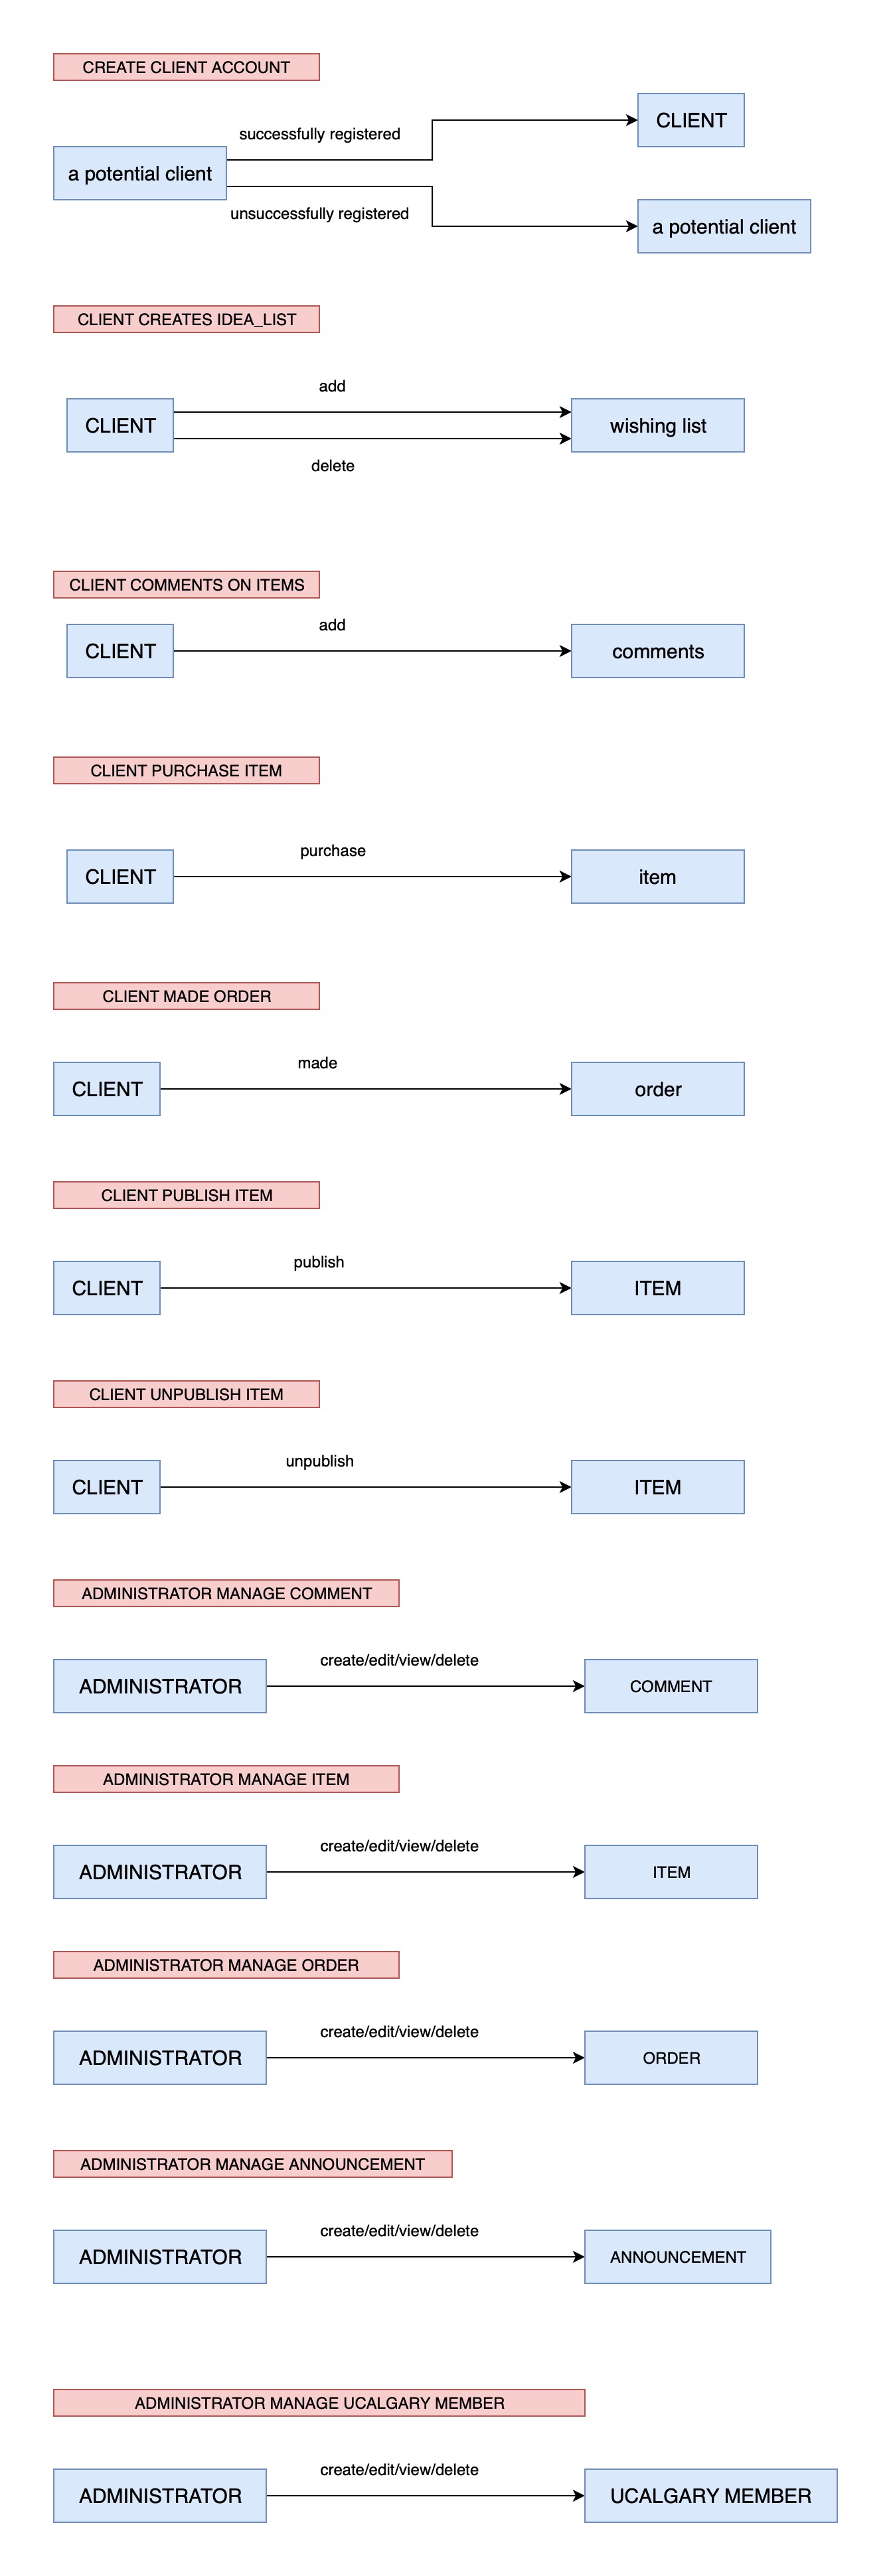 CREATE CLIENT ACCOUNT
CLIENT
successfully registered
a potential client
unsuccessfully registered
a potential client
CLIENT CREATES IDEA_LIST
add
CLIENT
wishing list
delete
CLIENT COMMENTS ON ITEMS
add
CLIENT
comments
CLIENT PURCHASE ITEM
purchase
CLIENT
item
CLIENT MADE ORDER
made
CLIENT
order
CLIENT PUBLISH ITEM
publish
CLIENT
ITEM
CLIENT UNPUBLISH ITEM
unpublish
CLIENT
ITEM
ADMINISTRATOR MANAGE COMMENT
create/edit/view/delete
ADMINISTRATOR
COMMENT
ADMINISTRATOR MANAGE ITEM
create/edit/view/delete
ADMINISTRATOR
ITEM
ADMINISTRATOR MANAGE ORDER
create/edit/view/delete
ADMINISTRATOR
ORDER
ADMINISTRATOR MANAGE ANNOUNCEMENT
create/edit/view/delete
ADMINISTRATOR
ANNOUNCEMENT
ADMINISTRATOR MANAGE UCALGARY MEMBER
create/edit/view/delete
ADMINISTRATOR
UCALGARY MEMBER